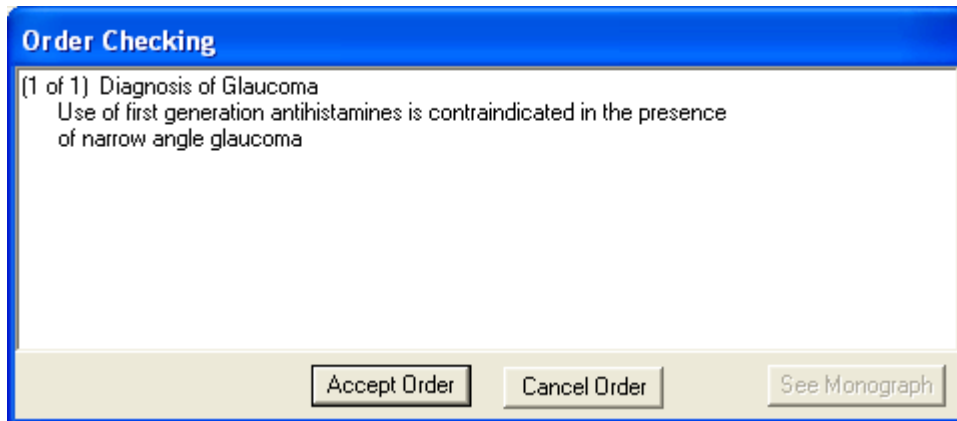 Order Checking
(1 of 1) Diagnosis of Glaucoma
Use of first generation antihistamines is contraindicated in the presence
of narrow angle glaucoma
Accept Order
Cancel Order
See Monograph